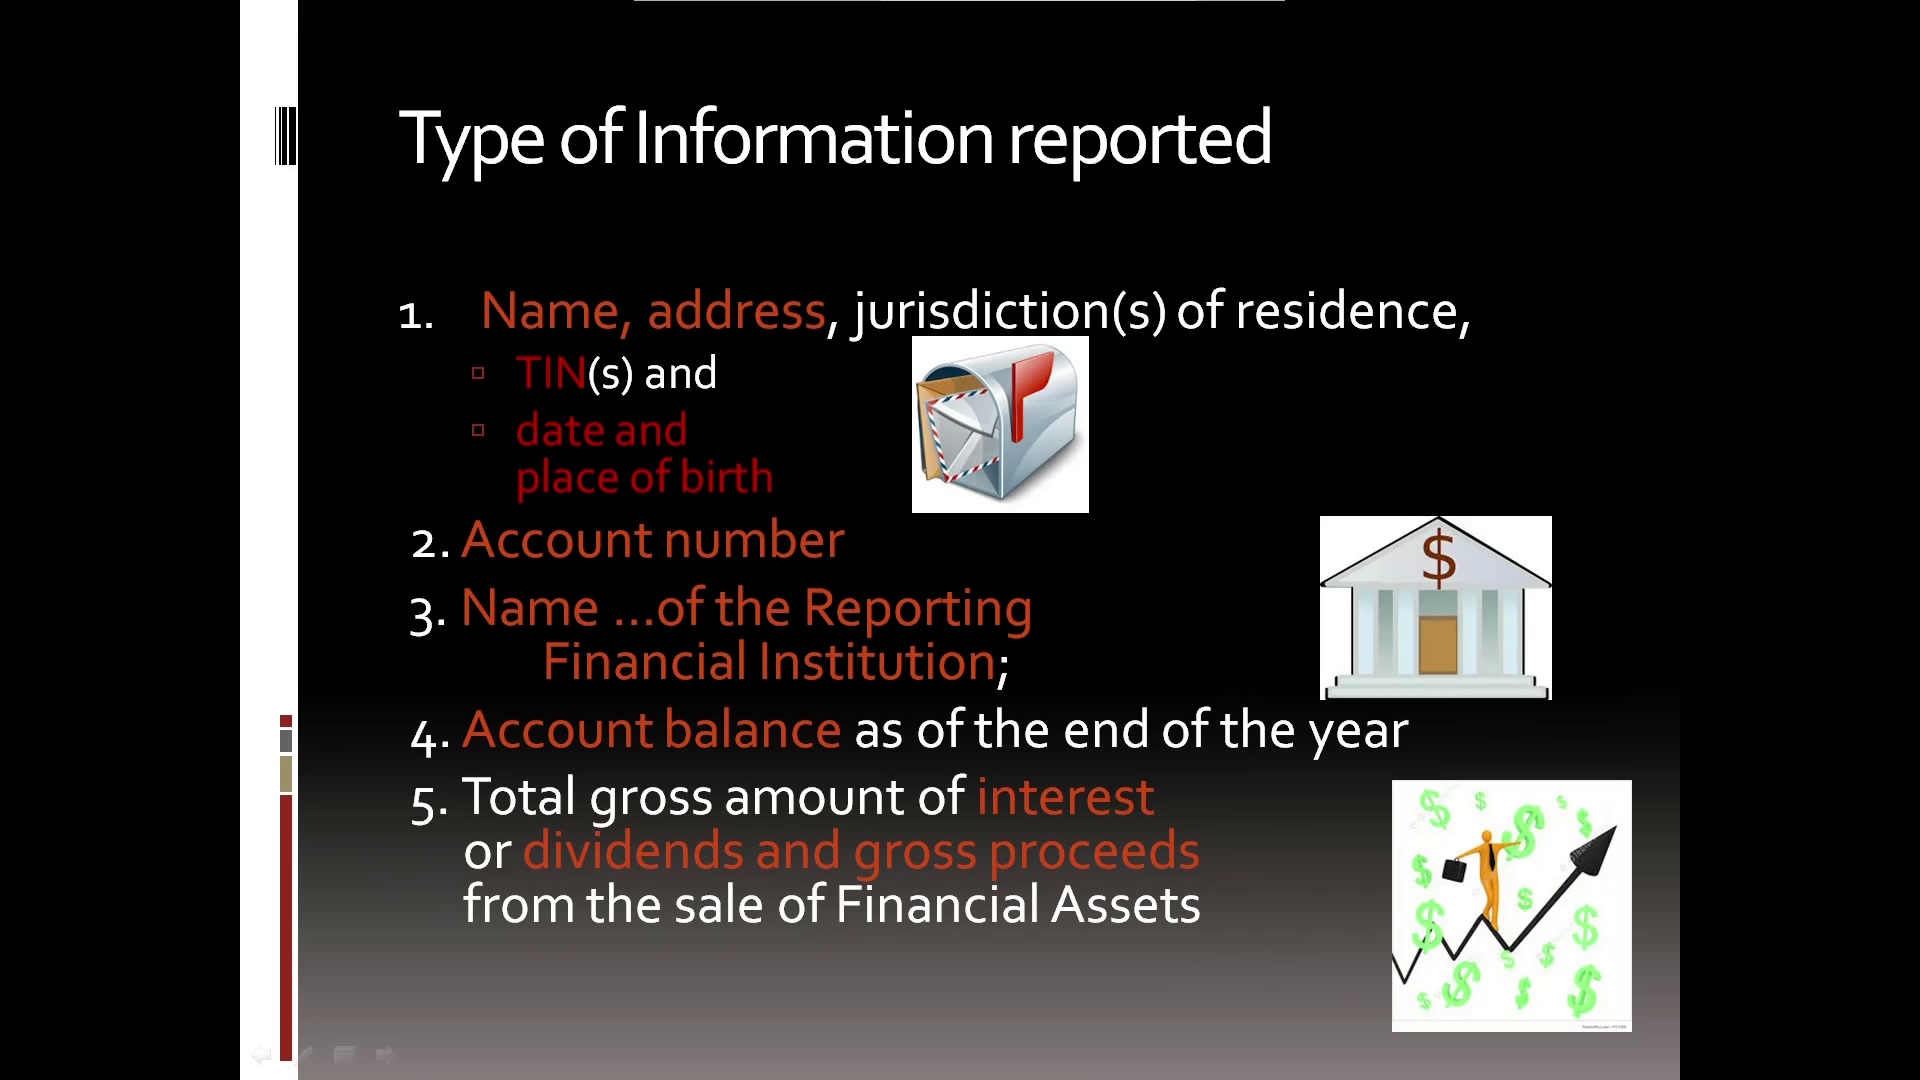 Type of Information reported
1. Name, address, jurisdiction(s) of residence,
TIN(s) and
date and
place of birth
2. Account number
3. Name ...of the Reporting
Financial Institution;
4. Account balance as of the end of the year
5. Total gross amount of interest
or dividends and gross proceeds
from the sale of Financial Assets
$